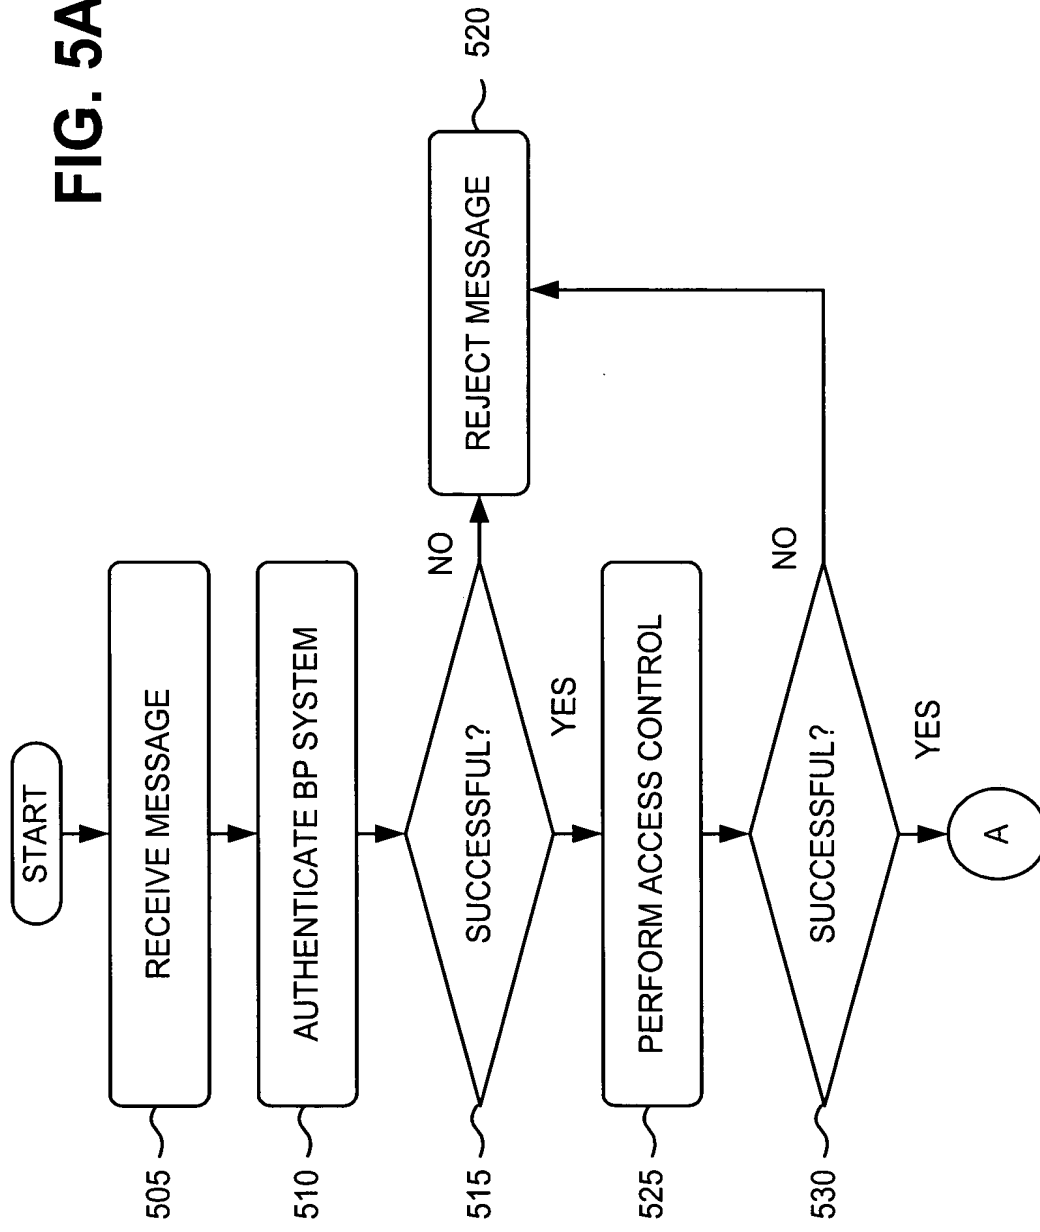 FIG. 5A
START
505
RECEIVE MESSAGE
510
AUTHENTICATE BP SYSTEM
515
SUCCESSFUL?
NO
REJECT MESSAGE
520
YES
525
PERFORM ACCESS CONTROL
530
SUCCESSFUL?
NO
YES
A